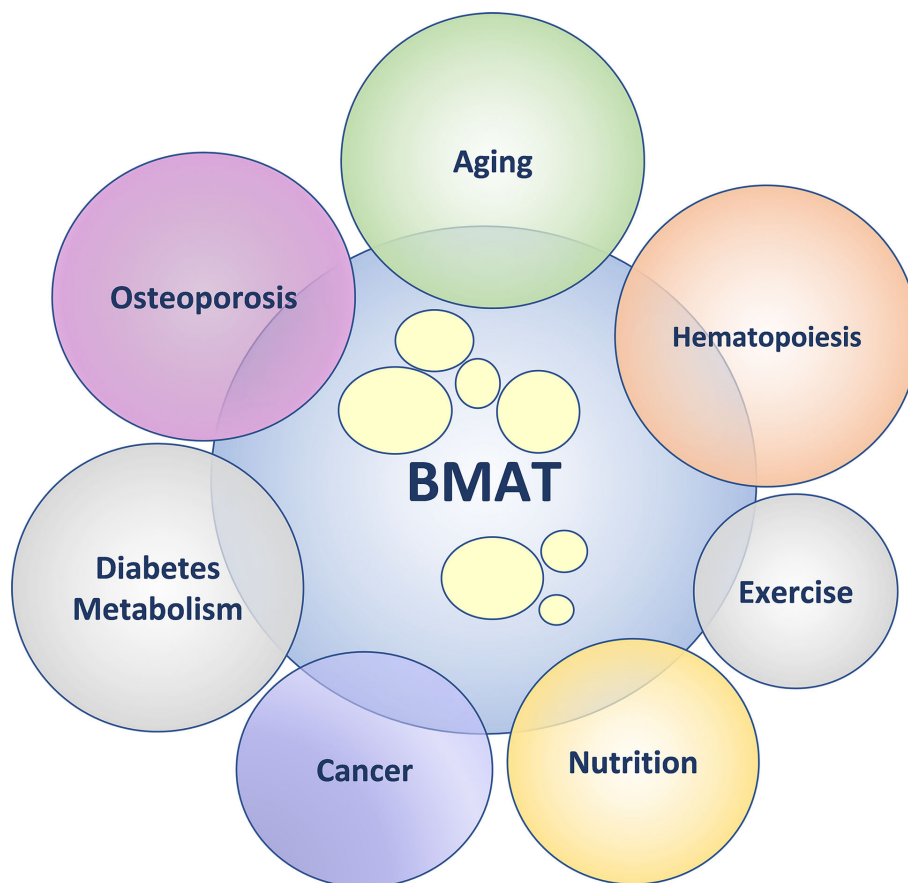 Aging
Osteoporosis
Hematopoiesis
BMAT
Diabetes
Metabolism
Exercise
Cancer
Nutrition